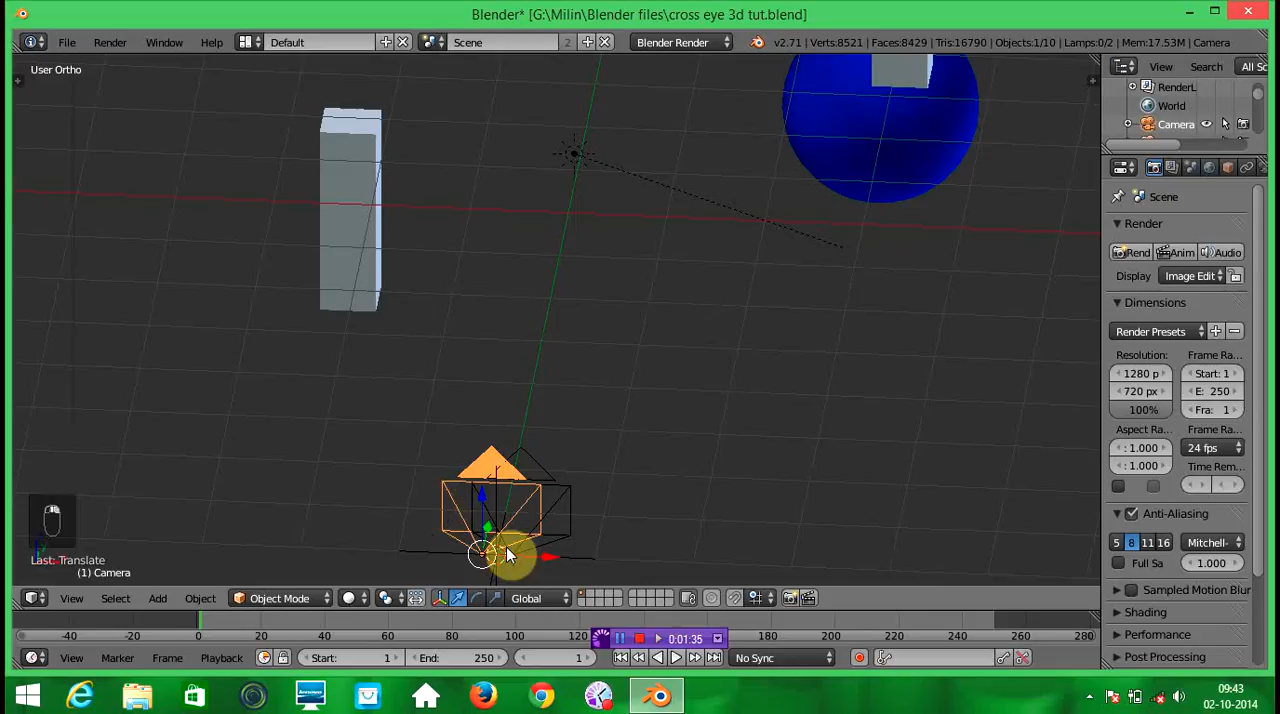 Blender* [G:\Milin\Blender files\cross eye 3d tut.blend]
File Render Window Help Default Scene 2 Blender Render v2.71 | Verts:8521 | Faces:8429 | Tris:16790 | Objects:1/10 | Lamps:0/2 | Mem:17.53M | Camera
User Ortho
View Search All Sc
RenderL
World
Camera
Scene
Render
Rend Anim Audio
Display Image Edit
Dimensions
Render Presets
Resolution: Frame Ra...
1280 p Start: 1
720 px E: 250
100% Fra: 1
Aspect Ra... Frame Ra...
: 1.000 24 fps
: 1.000 Time Rem...
Anti-Aliasing
5 8 11 16 Mitchell-
Full Sa : 1.000
Sampled Motion Blur
Shading
Performance
Post Processing
Last: Translate
(1) Camera
View Select Add Object Object Mode Global
-40 -20 0 20 40 60 80 100 120 180 200 220 240 260 280
0:01:35
View Marker Frame Playback Start: 1 End: 250 1 No Sync
09:43
02-10-2014